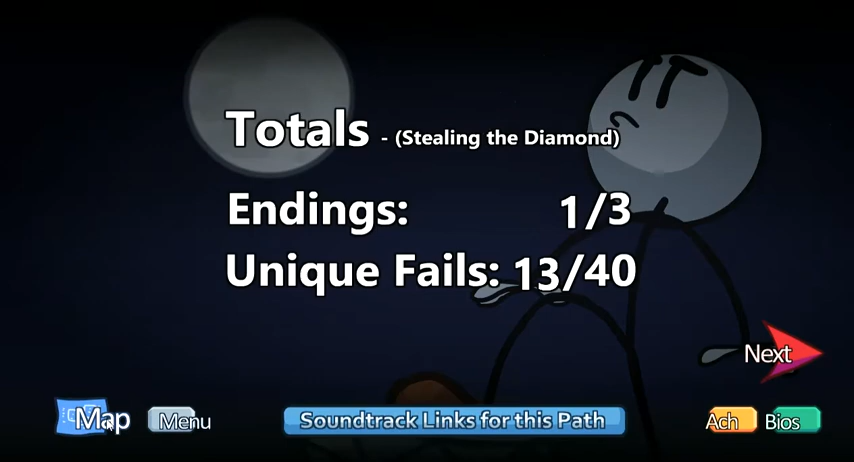 Totals - (Stealing the Diamond)
Endings: 1/3
Unique Fails: 13/40
Next
Map Menu Soundtrack Links for this Path Ach Bios